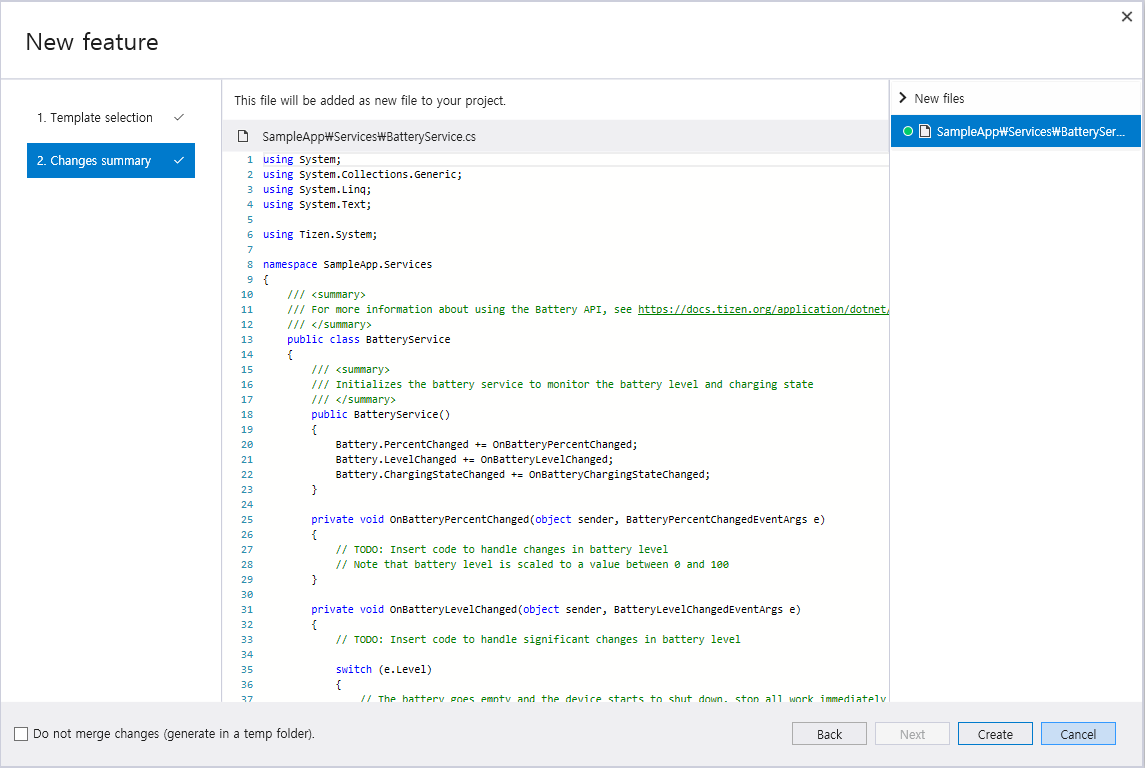 New feature
1. Template selection
2. Changes summary
This file will be added as new file to your project.
SampleApp₩Services₩BatteryService.cs
1 using System;
2 using System.Collections.Generic;
3 using System.Linq;
4 using System.Text;
5
6 using Tizen.System;
7
8 namespace SampleApp.Services
9 {
10 /// <summary>
11 /// For more information about using the Battery API, see https://docs.tizen.org/application/dotnet/
12 /// </summary>
13 public class BatteryService
14 {
15 /// <summary>
16 /// Initializes the battery service to monitor the battery level and charging state
17 /// </summary>
18 public BatteryService()
19 {
20 Battery.PercentChanged += OnBatteryPercentChanged;
21 Battery.LevelChanged += OnBatteryLevelChanged;
22 Battery.ChargingStateChanged += OnBatteryChargingStateChanged;
23 }
24
25 private void OnBatteryPercentChanged(object sender, BatteryPercentChangedEventArgs e)
26 {
27 // TODO: Insert code to handle changes in battery level
28 // Note that battery level is scaled to a value between 0 and 100
29 }
30
31 private void OnBatteryLevelChanged(object sender, BatteryLevelChangedEventArgs e)
32 {
33 // TODO: Insert code to handle significant changes in battery level
34
35 switch (e.Level)
36 {
37 // The battery goes empty and the device starts to shut down, stop all work immediately
New files
SampleApp₩Services₩BatterySer...
Do not merge changes (generate in a temp folder).
Back
Next
Create
Cancel